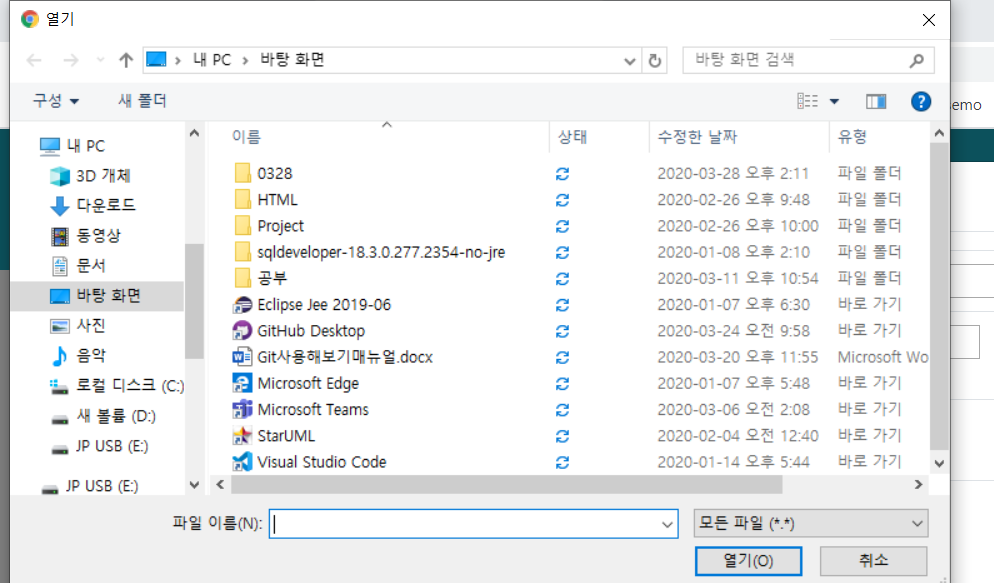 열기
내 PC > 바탕 화면
바탕 화면 검색
구성
새 폴더
emo
이름 상태 수정한 날짜 유형
내 PC
3D 개체
다운로드
동영상
문서
바탕 화면
사진
음악
로컬 디스크 (C:)
새 볼륨 (D:)
JP USB (E:)
JP USB (E:)
0328 2020-03-28 오후 2:11 파일 폴더
HTML 2020-02-26 오후 9:48 파일 폴더
Project 2020-02-26 오후 10:00 파일 폴더
sqldeveloper-18.3.0.277.2354-no-jre 2020-01-08 오후 2:10 파일 폴더
공부 2020-03-11 오후 10:54 파일 폴더
Eclipse Jee 2019-06 2020-01-07 오후 6:30 바로 가기
GitHub Desktop 2020-03-24 오전 9:58 바로 가기
Git사용해보기매뉴얼.docx 2020-03-20 오후 11:55 Microsoft Wo
Microsoft Edge 2020-01-07 오후 5:48 바로 가기
Microsoft Teams 2020-03-06 오전 2:08 바로 가기
StarUML 2020-02-04 오전 12:40 바로 가기
Visual Studio Code 2020-01-14 오후 5:44 바로 가기
파일 이름(N):
모든 파일 (*.*)
열기(O)
취소